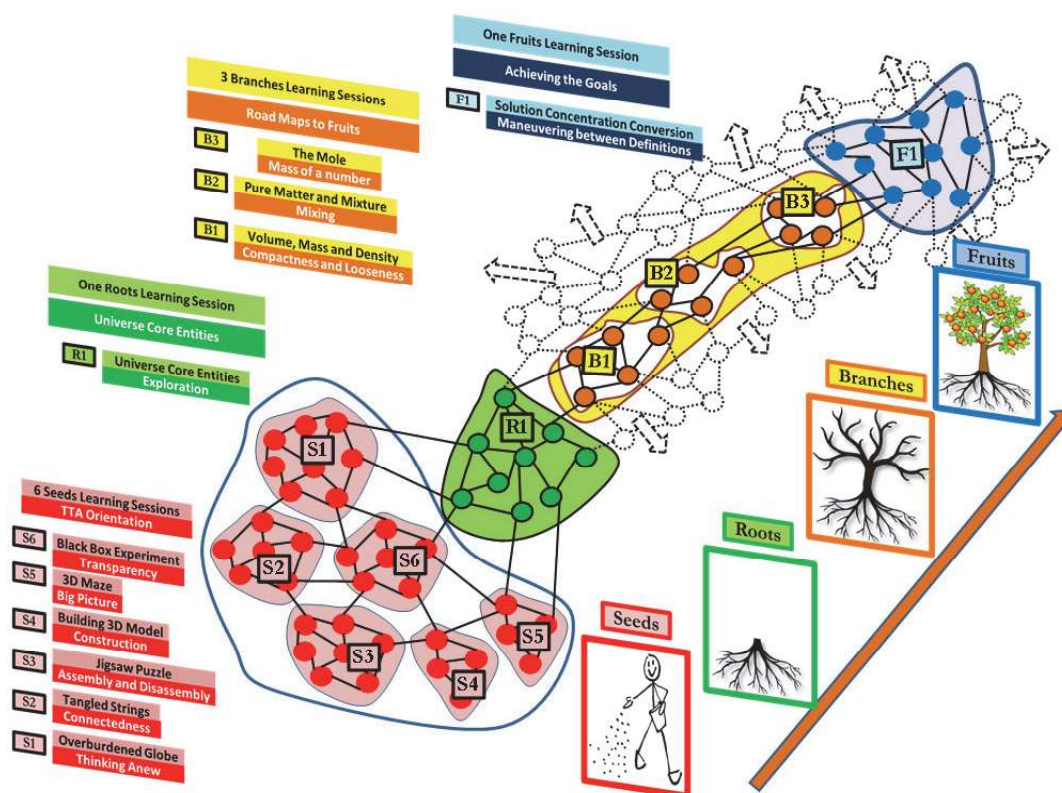 One Fruits Learning Session
Achieving the Goals
F1
Solution Concentration Conversion
Maneuvering between Definitions
3 Branches Learning Sessions
Road Maps to Fruits
B3
The Mole
Mass of a number
B2
Pure Matter and Mixture
Mixing
B1
Volume, Mass and Density
Compactness and Looseness
One Roots Learning Session
Universe Core Entities
R1
Universe Core Entities
Exploration
6 Seeds Learning Sessions
TTA Orientation
S6
Black Box Experiment
Transparency
S5
3D Maze
Big Picture
S4
Building 3D Model
Construction
S3
Jigsaw Puzzle
Assembly and Disassembly
S2
Tangled Strings
Connectedness
S1
Overburdened Globe
Thinking Anew
F1
B3
B2
B1
R1
S1
S2
S6
S3
S4
S5
Fruits
Branches
Roots
Seeds